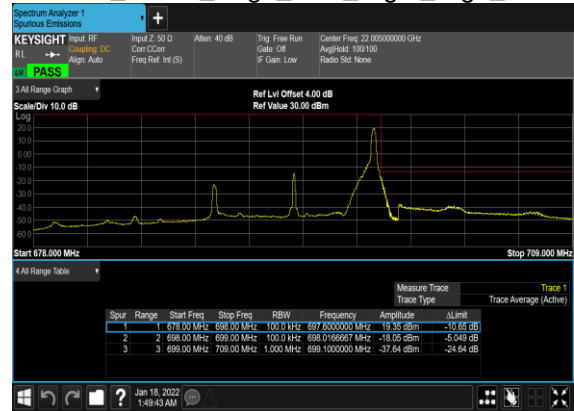 Spectrum Analyzer 1
Spurious Emissions
+
KEYSIGHT Input: RF Input Z: 50 Ω Atten: 40 dB Trig: Free Run Center Freq: 22.005000000 GHz
RL Coupling: DC Corr CCorr Gate: Off Avg|Hold: 100/100
Align: Auto Freq Ref: Int (S) IF Gain: Low Radio Std: None
PASS
3 All Range Graph
Ref Lvl Offset 4.00 dB
Scale/Div 10.0 dB Ref Value 30.00 dBm
Log
20.0
10.0
0.00
-10.0
-20.0
-30.0
-40.0
-50.0
-60.0
Start 678.000 MHz Stop 709.000 MHz
4 All Range Table
Measure Trace Trace 1
Trace Type Trace Average (Active)
Spur Range Start Freq Stop Freq RBW Frequency Amplitude ΔLimit
1 1 678.00 MHz 698.00 MHz 100.0 kHz 697.6000000 MHz 19.35 dBm -10.65 dB
2 2 698.00 MHz 699.00 MHz 100.0 kHz 698.0166667 MHz -18.05 dBm -5.049 dB
3 3 699.00 MHz 709.00 MHz 1.000 MHz 699.1000000 MHz -37.64 dBm -24.64 dB
? Jan 18, 2022
1:49:43 AM